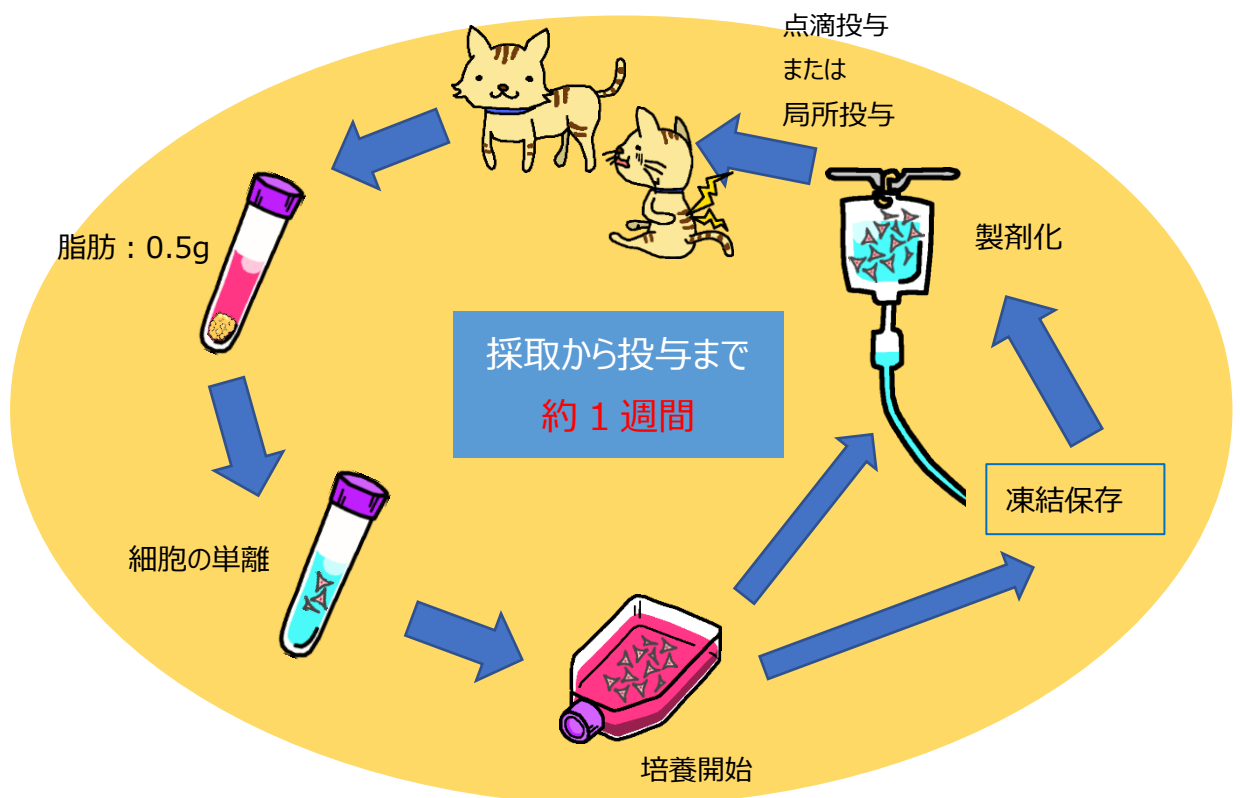 点滴投与
または
局所投与
脂肪：0.5g
製剤化
採取から投与まで
約 1 週間
凍結保存
細胞の単離
培養開始